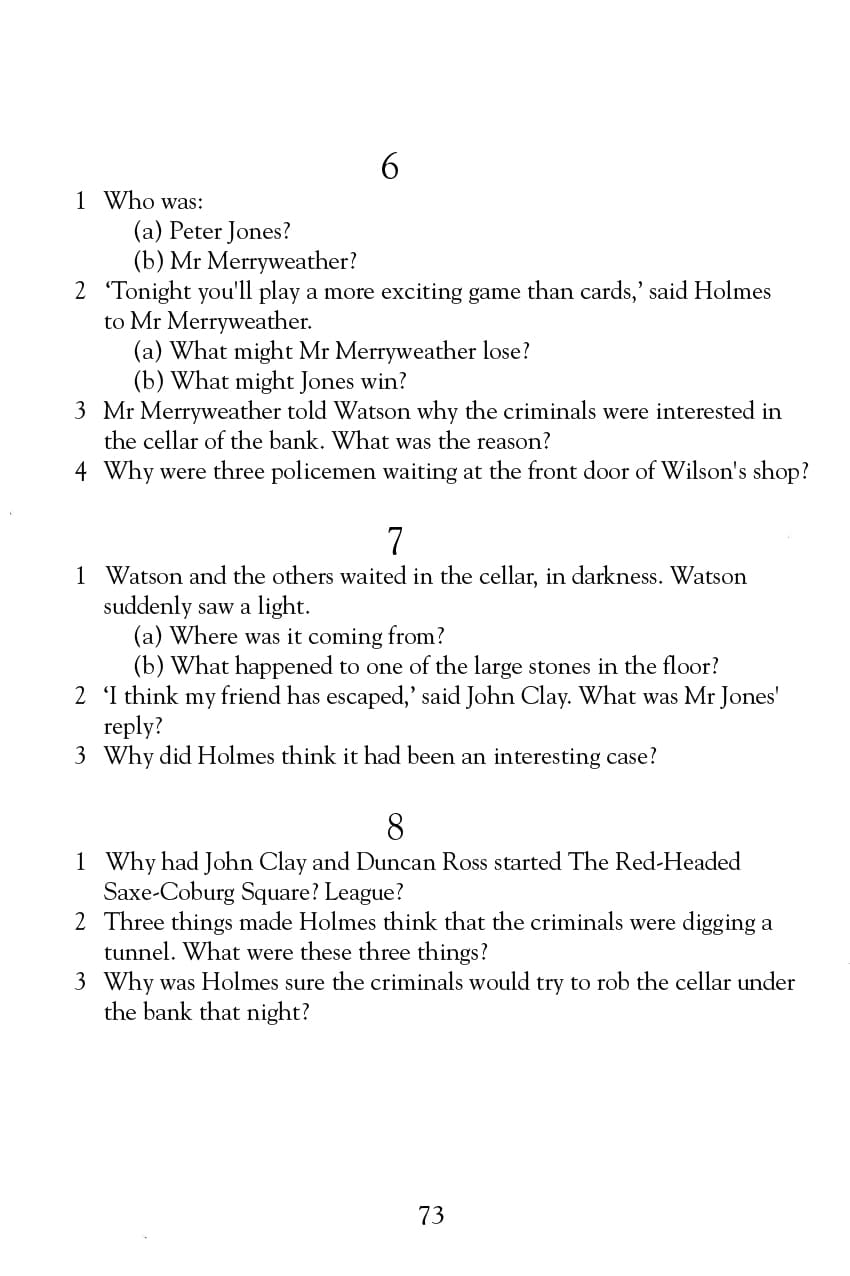 6
1 Who was:
(a) Peter Jones?
(b) Mr Merryweather?
2 ‘Tonight you'll play a more exciting game than cards,’ said Holmes
to Mr Merryweather.
(a) What might Mr Merryweather lose?
(b) What might Jones win?
3 Mr Merryweather told Watson why the criminals were interested in
the cellar of the bank. What was the reason?
4 Why were three policemen waiting at the front door of Wilson's shop?
7
1 Watson and the others waited in the cellar, in darkness. Watson
suddenly saw a light.
(a) Where was it coming from?
(b) What happened to one of the large stones in the floor?
2 ‘I think my friend has escaped,’ said John Clay. What was Mr Jones'
reply?
3 Why did Holmes think it had been an interesting case?
8
1 Why had John Clay and Duncan Ross started The Red-Headed
Saxe-Coburg Square? League?
2 Three things made Holmes think that the criminals were digging a
tunnel. What were these three things?
3 Why was Holmes sure the criminals would try to rob the cellar under
the bank that night?
73